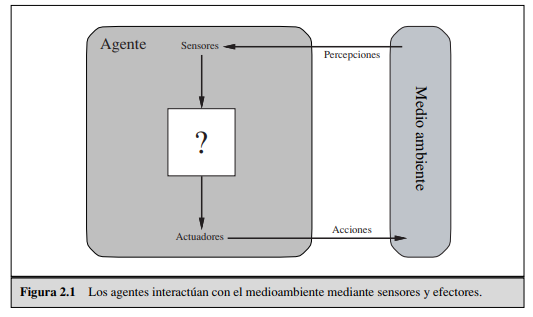 Agente
Sensores
Percepciones
Medio ambiente
?
Actuadores
Acciones
Figura 2.1 Los agentes interactúan con el medioambiente mediante sensores y efectores.